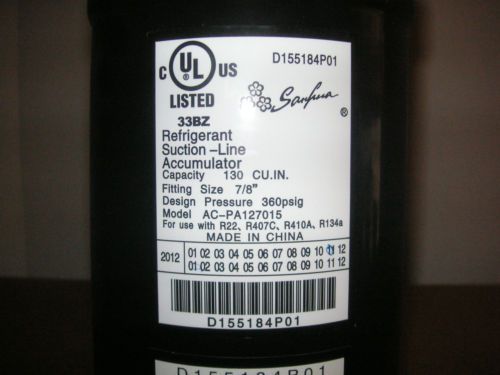 D155184P01
C UL US
®
LISTED
Sanhua ®
33BZ
Refrigerant
Suction-Line
Accumulator
Capacity 130 CU.IN.
Fitting Size 7/8"
Design Pressure 360psig
Model AC-PA127015
For use with R22、R407C、R410A、R134a
MADE IN CHINA
2012 01 02 03 04 05 06 07 08 09 10 11 12
01 02 03 04 05 06 07 08 09 10 11 12
D155184P01
D155184P01